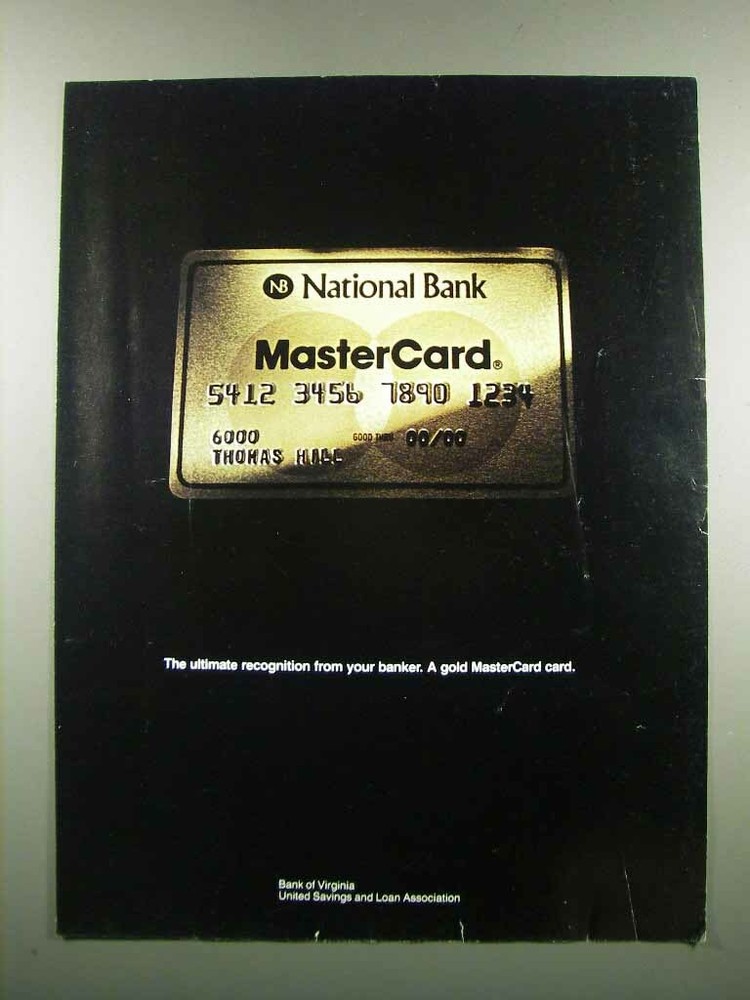 NB National Bank
MasterCard®
5412 3456 7890 1234
6000 GOOD THRU 00/00
THOMAS HILL
The ultimate recognition from your banker. A gold MasterCard card.
Bank of Virginia
United Savings and Loan Association